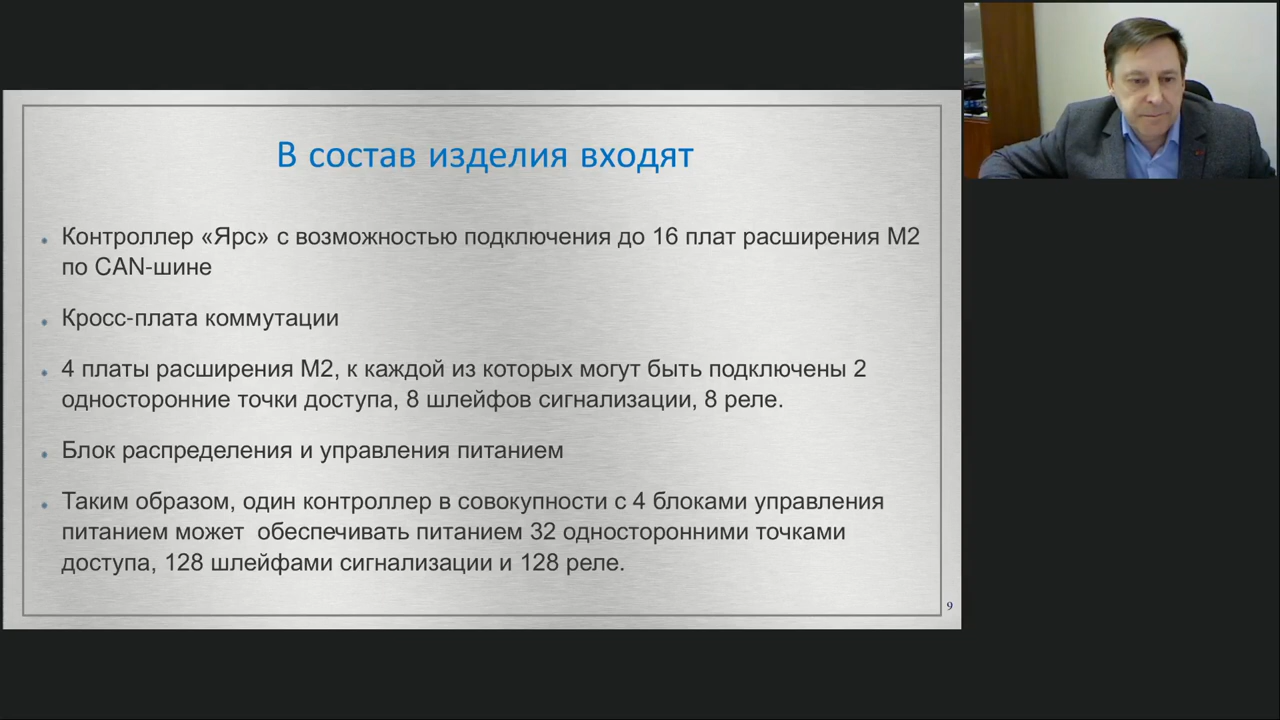 В состав изделия входят
Контроллер «Ярс» с возможностью подключения до 16 плат расширения М2
по CAN-шине
Кросс-плата коммутации
4 платы расширения М2, к каждой из которых могут быть подключены 2
односторонние точки доступа, 8 шлейфов сигнализации, 8 реле.
Блок распределения и управления питанием
Таким образом, один контроллер в совокупности с 4 блоками управления
питанием может  обеспечивать питанием 32 односторонними точками
доступа, 128 шлейфами сигнализации и 128 реле.
9